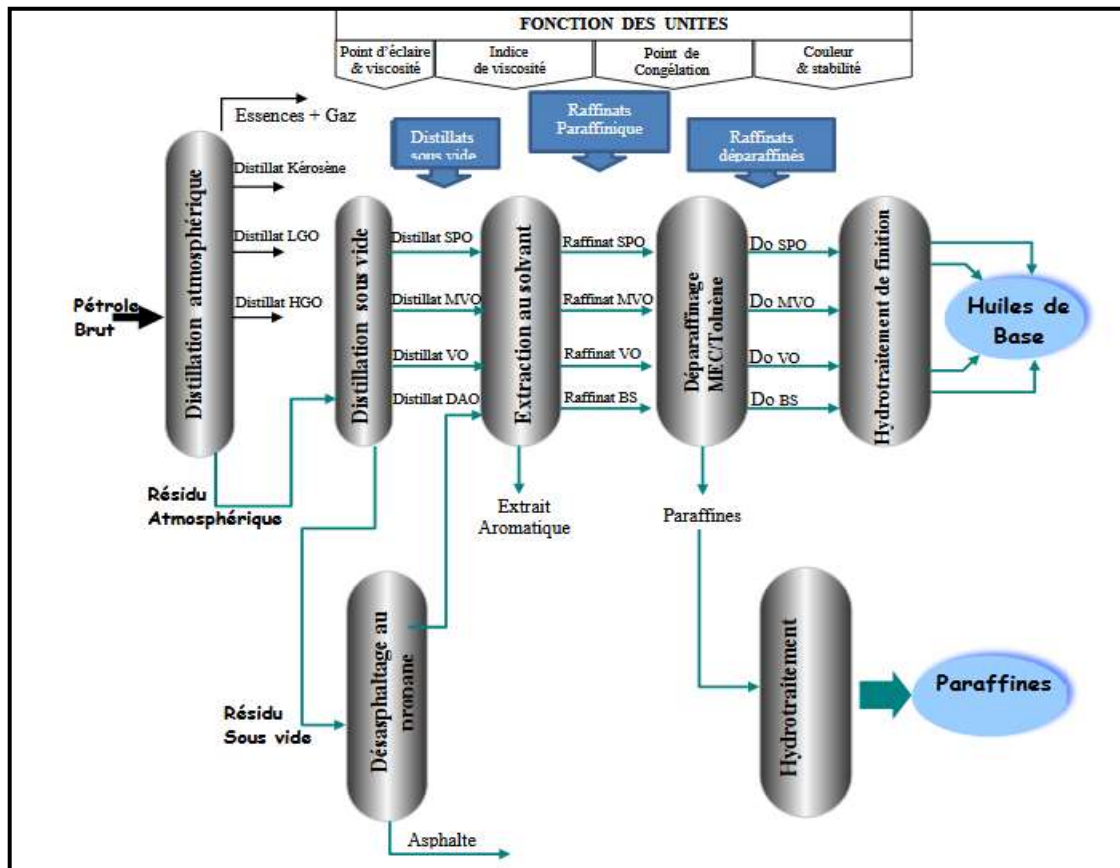 FONCTION DES UNITES
Point d'éclaire
& viscosité
Indice
de viscosité
Point de
Congélation
Couleur
& stabilité
Essences + Gaz
Distillats
sous vide
Raffinats
Paraffinique
Raffinats
déparaffinés
Distillation atmosphérique
Distillat Kérosène
Distillat LGO
Distillat HGO
Pétrole
Brut
Distillation sous vide
Distillat SPO
Distillat MVO
Distillat VO
Distillat DAO
Extraction au solvant
Raffinat SPO
Raffinat MVO
Raffinat VO
Raffinat BS
Déparaffinage
MEC/Toluène
Do SPO
Do MVO
Do VO
Do BS
Hydrotraitement de finition
Huiles de
Base
Résidu
Atmosphérique
Extrait
Aromatique
Paraffines
Résidu
Sous vide
Désasphaltage au
propane
Asphalte
Hydrotraitement
Paraffines